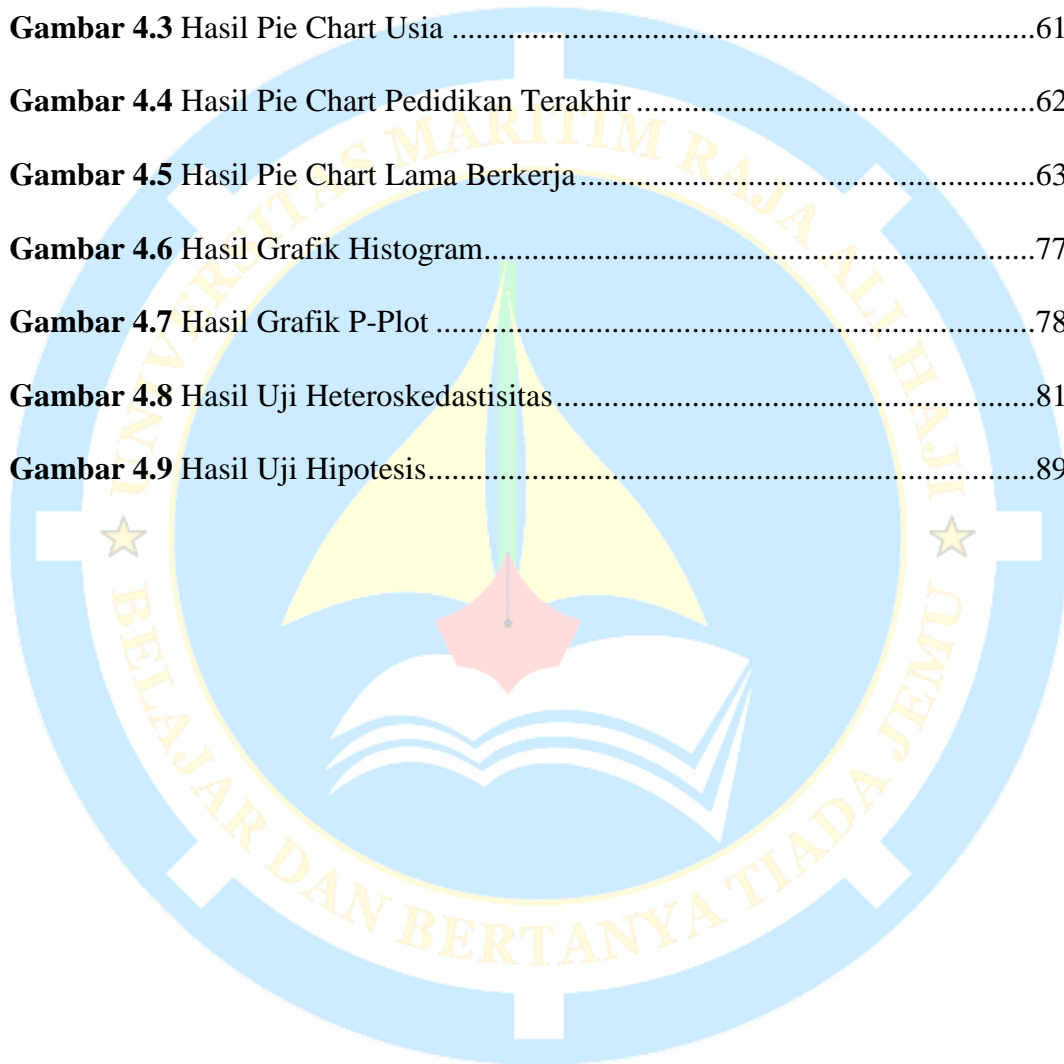 Gambar 4.3 Hasil Pie Chart Usia ..............................................................................61
Gambar 4.4 Hasil Pie Chart Pedidikan Terakhir ......................................................62
Gambar 4.5 Hasil Pie Chart Lama Berkerja .............................................................63
Gambar 4.6 Hasil Grafik Histogram..........................................................................77
Gambar 4.7 Hasil Grafik P-Plot ................................................................................78
Gambar 4.8 Hasil Uji Heteroskedastisitas ................................................................81
Gambar 4.9 Hasil Uji Hipotesis.................................................................................89
UNIVERSITAS MARITIM RAJA ALI HAJI
BELAJAR DAN BERTANYA TIADA JEMU